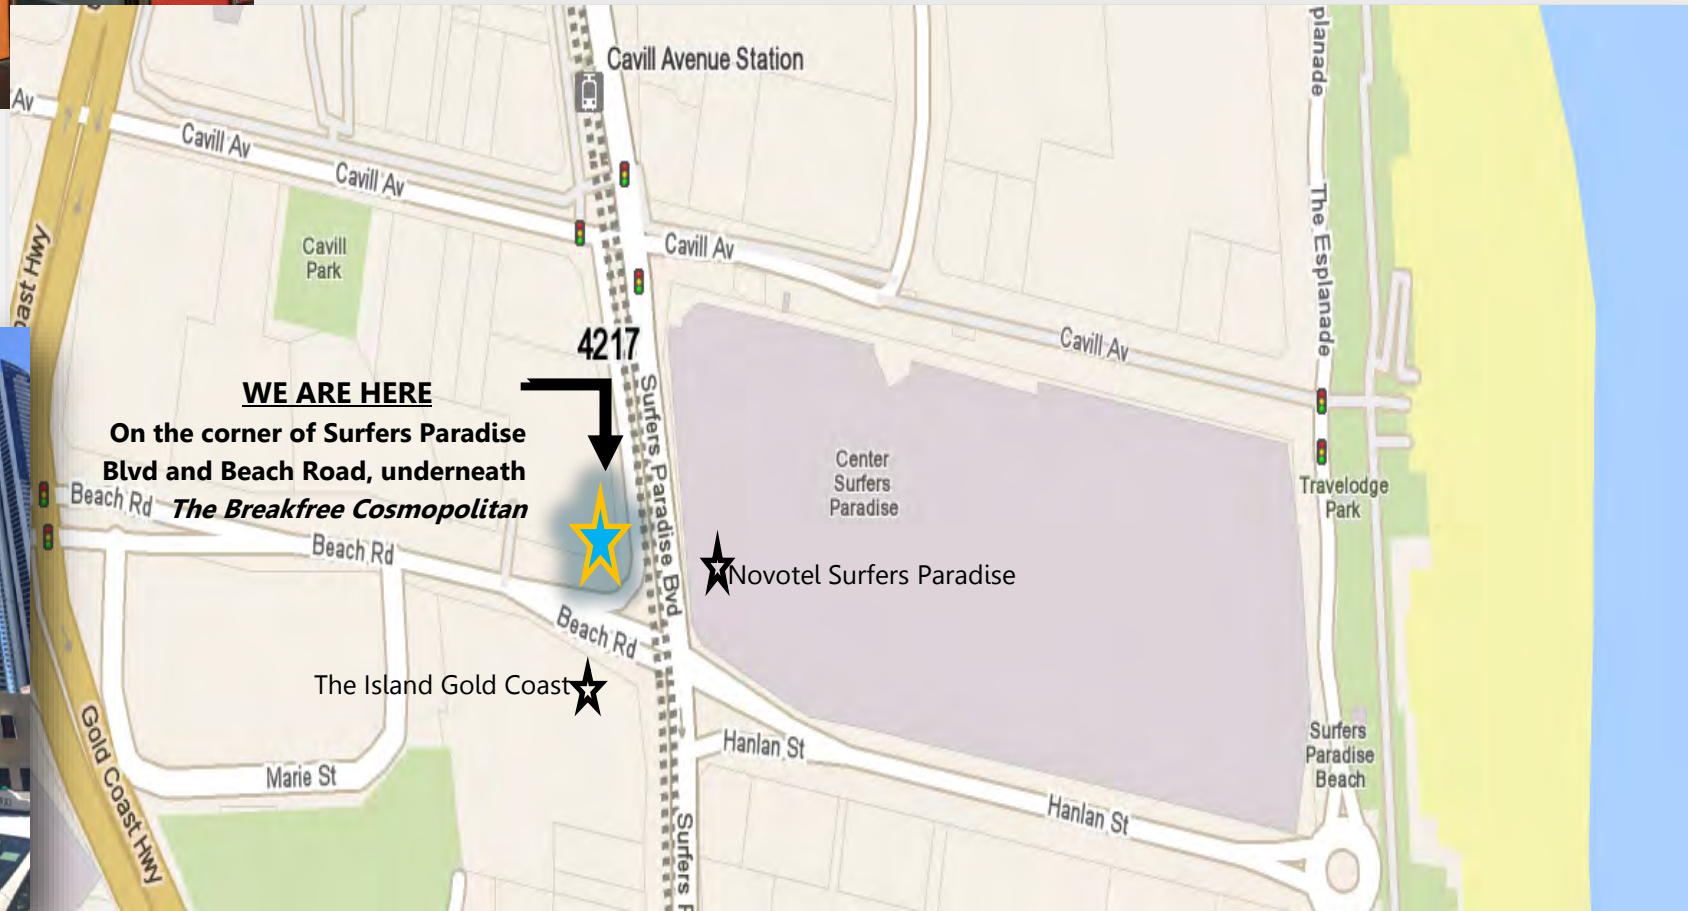 Cavill Avenue Station
planade
Av
Cavill Av
Cavill Av
Cavill Av
Cavill
Park
The Esplanade
oast Hwy
4217
Cavill Av
WE ARE HERE
On the corner of Surfers Paradise
Blvd and Beach Road, underneath
The Breakfree Cosmopolitan
Surfers Paradise Bvd
Center
Surfers
Paradise
Travelodge
Park
Beach Rd
Beach Rd
Novotel Surfers Paradise
Beach Rd
The Island Gold Coast
Hanlan St
Surfers
Paradise
Beach
Marie St
Gold Coast Hwy
Hanlan St
Surfers P